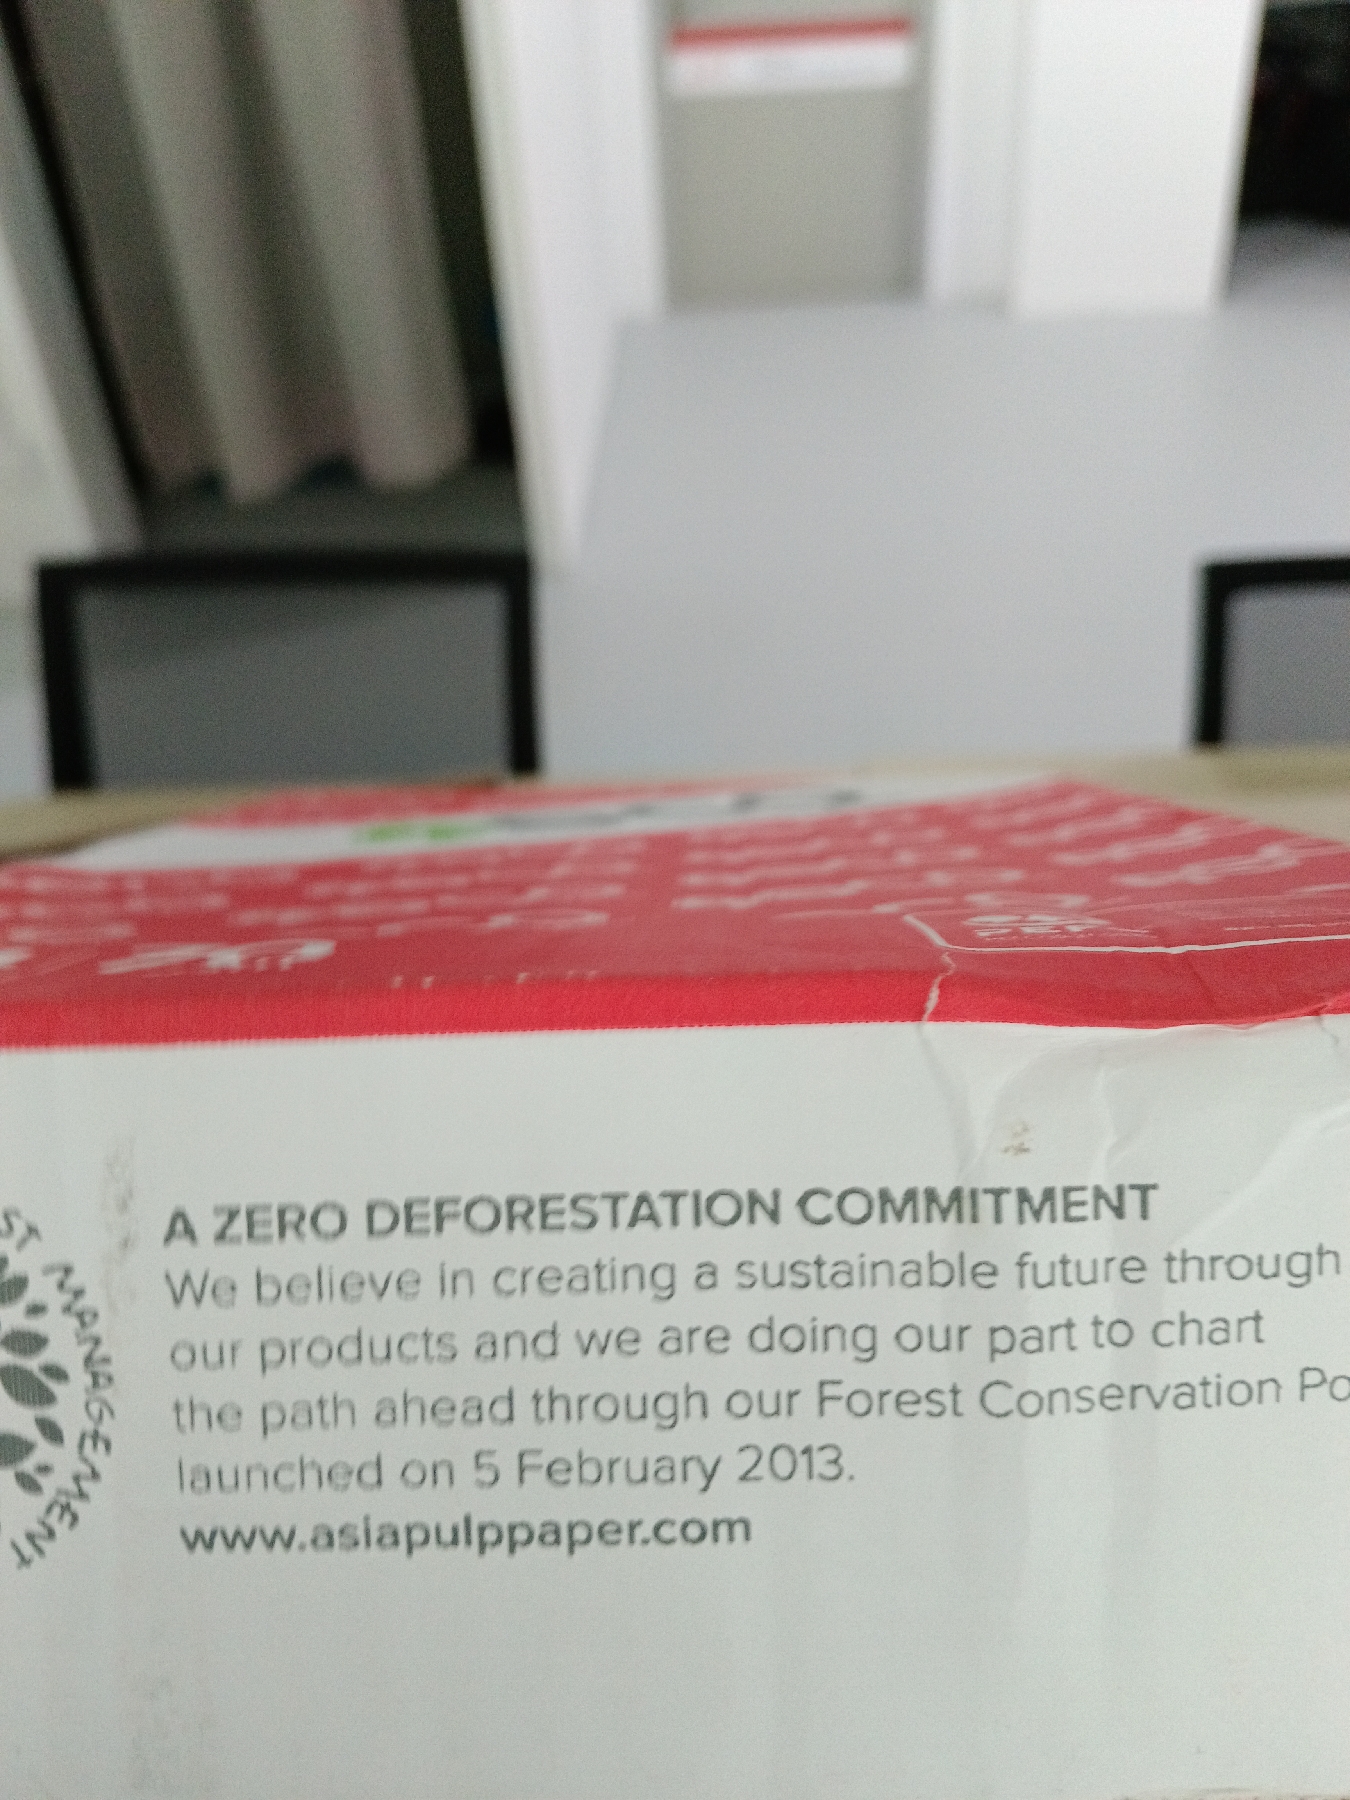 A ZERO DEFORESTATION COMMITMENT
We believe in creating a sustainable future through
our products and we are doing our part to chart
the path ahead through our Forest Conservation Po
launched on 5 February 2013.
www.asiapulppaper.com
ST MANAGEMENT